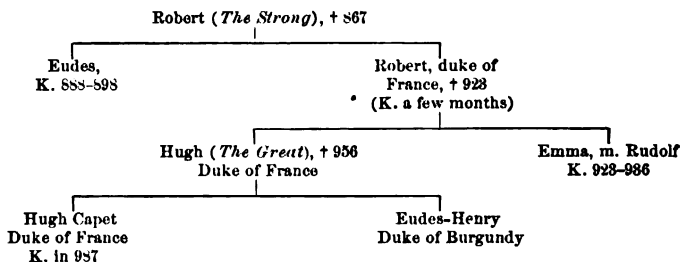 Robert (The Strong), † 867
Eudes,
K. 888-898
Robert, duke of
France, † 923
(K. a few months)
Hugh (The Great), † 956
Duke of France
Emma, m. Rudolf
K. 923-936
Hugh Capet
Duke of France
K. in 987
Eudes-Henry
Duke of Burgundy